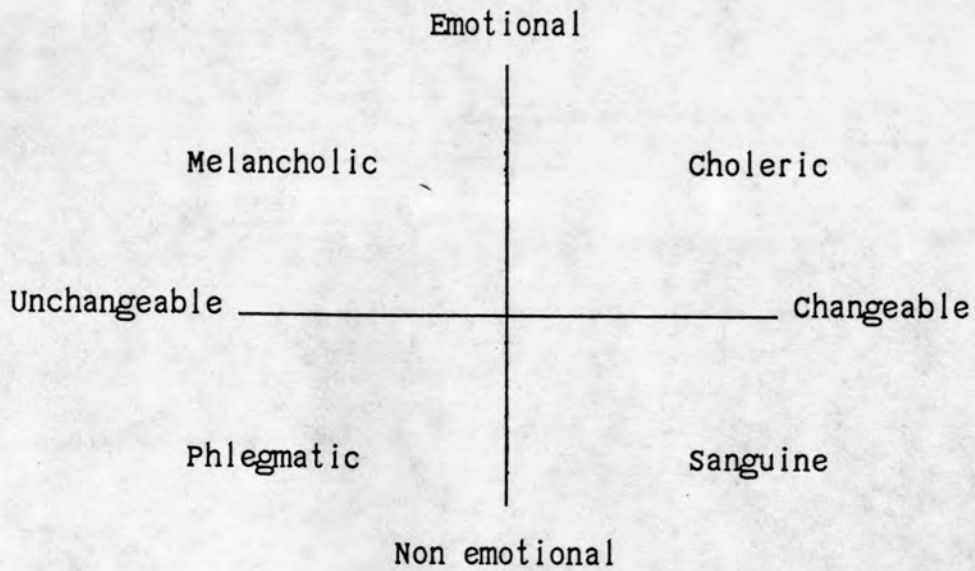 Emotional
Melancholic Choleric
Unchangeable Changeable
Phlegmatic Sanguine
Non emotional